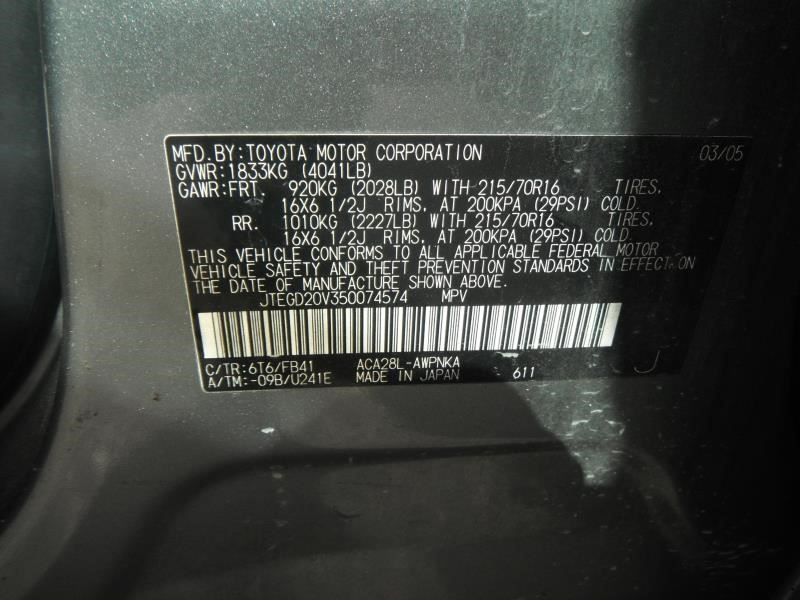 MFD.BY:TOYOTA MOTOR CORPORATION 03/05
GVWR:1833KG (4041LB)
GAWR:FRT. 920KG (2028LB) WITH 215/70R16 TIRES,
16X6 1/2J RIMS, AT 200KPA (29PSI) COLD.
RR. 1010KG (2227LB) WITH 215/70R16 TIRES,
16X6 1/2J RIMS, AT 200KPA (29PSI) COLD.
THIS VEHICLE CONFORMS TO ALL APPLICABLE FEDERAL MOTOR
VEHICLE SAFETY AND THEFT PREVENTION STANDARDS IN EFFECT ON
THE DATE OF MANUFACTURE SHOWN ABOVE.
JTEGD20V350074574 MPV
C/TR:6T6/FB41 ACA28L-AWPNKA
A/TM:-09B/U241E MADE IN JAPAN 611 J